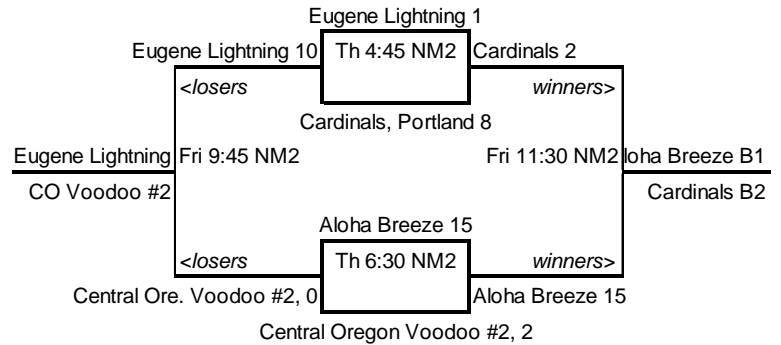 Eugene Lightning 1
Eugene Lightning 10 Th 4:45 NM2 Cardinals 2
<losers winners>
Cardinals, Portland 8
Eugene Lightning Fri 9:45 NM2 Fri 11:30 NM2 loha Breeze B1
CO Voodoo #2 Cardinals B2
Aloha Breeze 15
<losers Th 6:30 NM2 winners>
Central Ore. Voodoo #2, 0 Aloha Breeze 15
Central Oregon Voodoo #2, 2